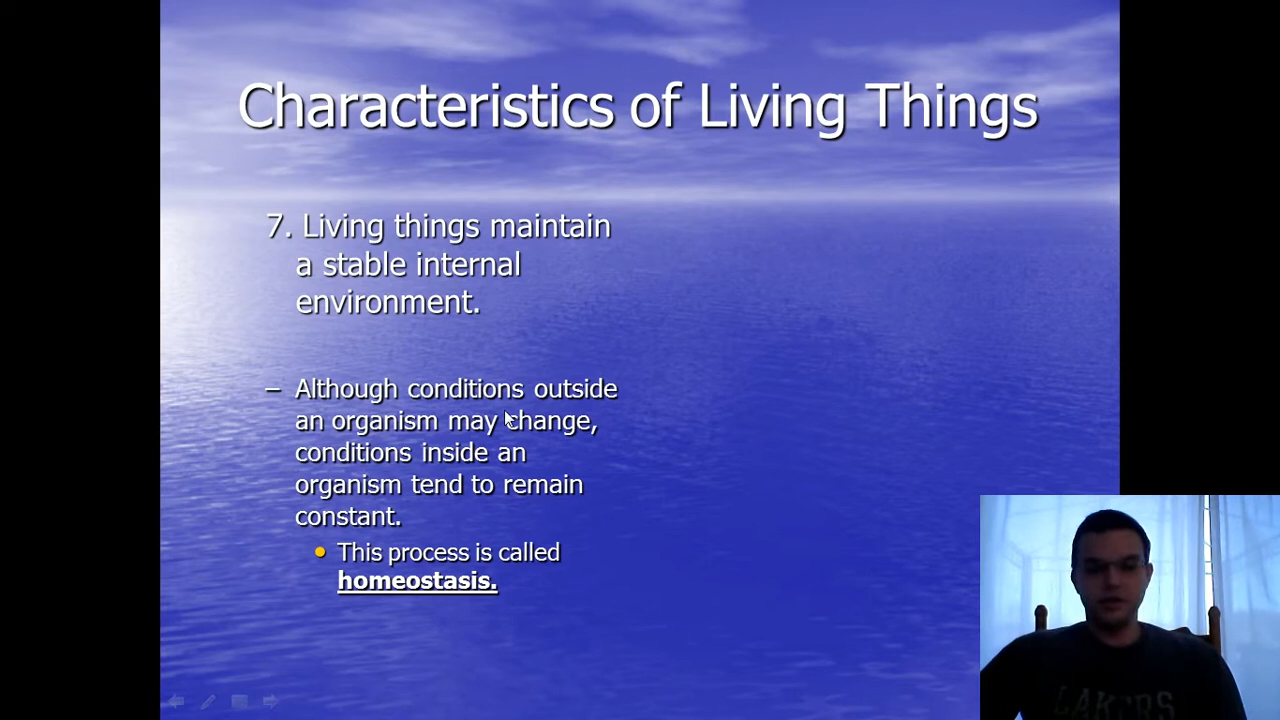 Characteristics of Living Things
7. Living things maintain
a stable internal
environment.
– Although conditions outside
an organism may change,
conditions inside an
organism tend to remain
constant.
• This process is called
homeostasis.
LAKERS